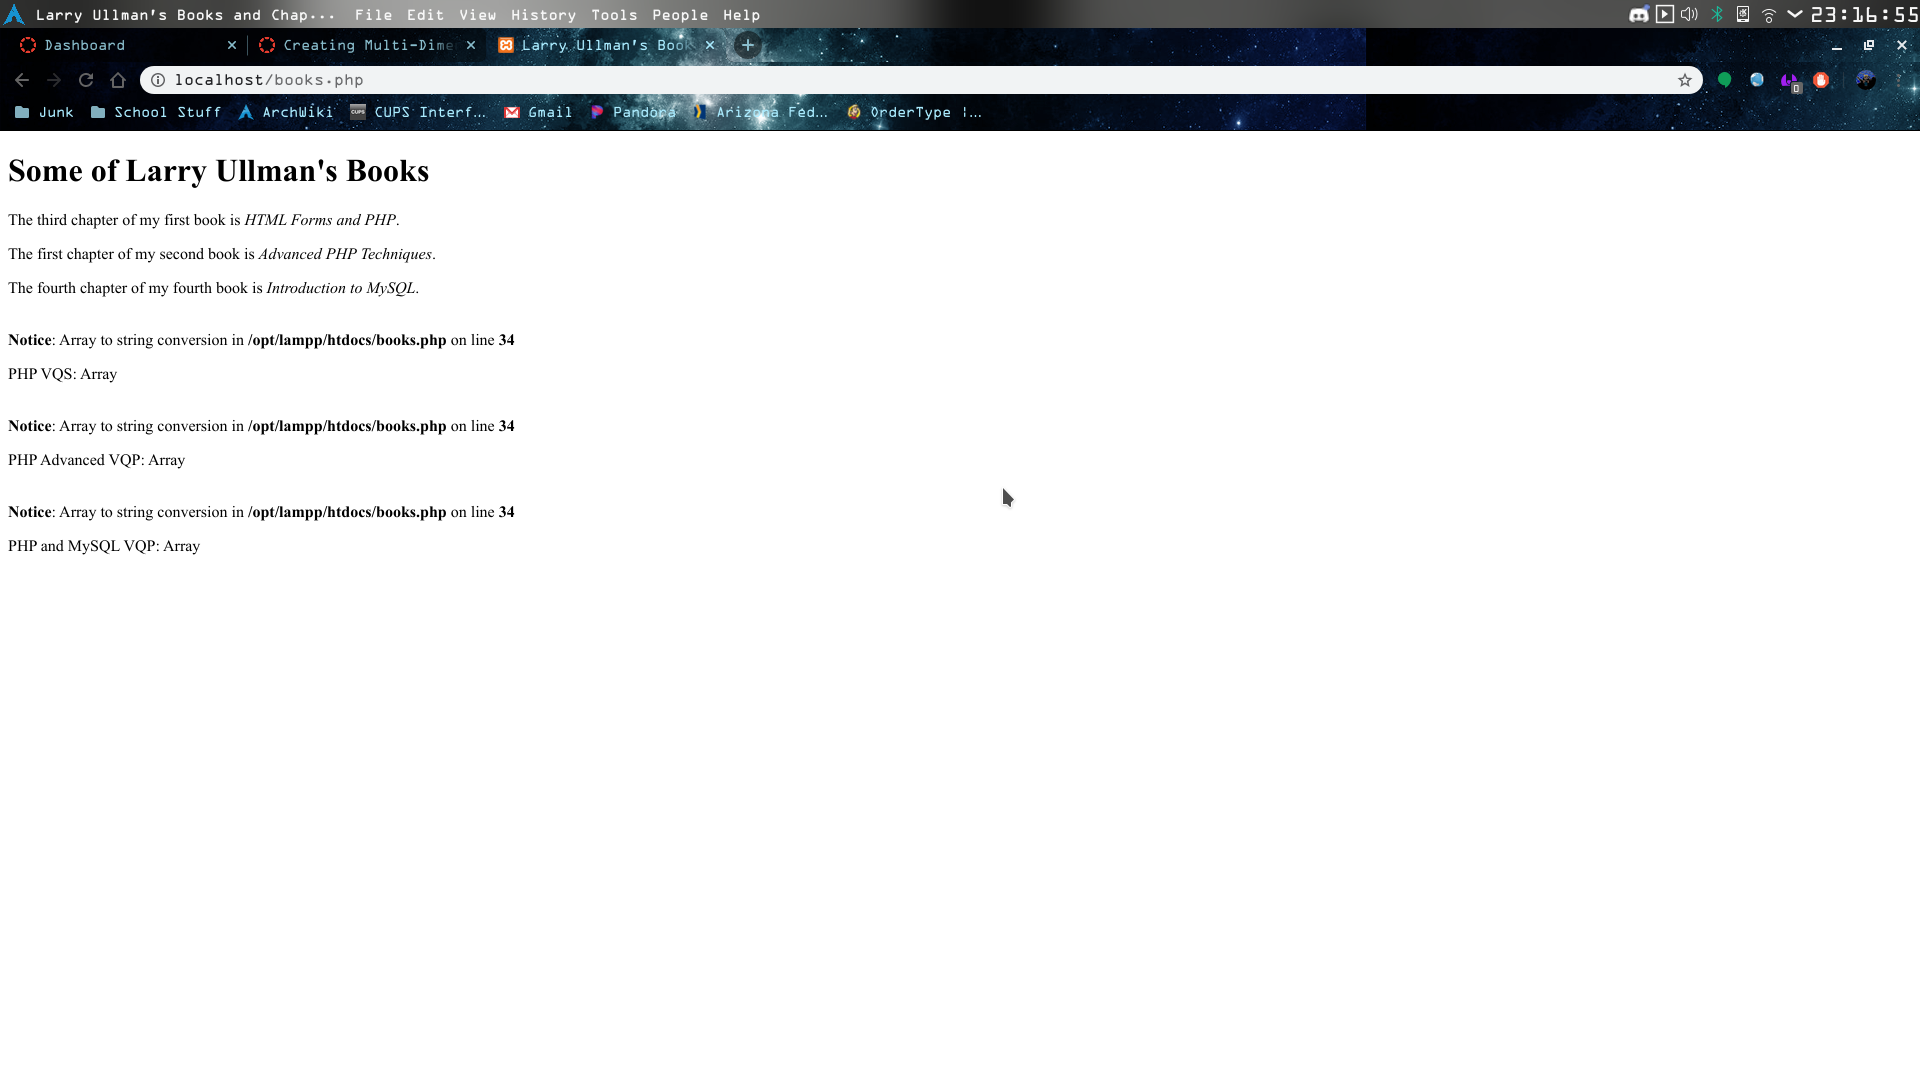 Larry Ullman's Books and Chap... File Edit View History Tools People Help 23:16:55
Dashboard Creating Multi-Dime Larry Ullman's Boo
localhost/books.php
Junk School Stuff ArchWiki CUPS Interf... Gmail Pandora Arizona Fed... OrderType |...
Some of Larry Ullman's Books
The third chapter of my first book is HTML Forms and PHP.
The first chapter of my second book is Advanced PHP Techniques.
The fourth chapter of my fourth book is Introduction to MySQL.
Notice: Array to string conversion in /opt/lampp/htdocs/books.php on line 34
PHP VQS: Array
Notice: Array to string conversion in /opt/lampp/htdocs/books.php on line 34
PHP Advanced VQP: Array
Notice: Array to string conversion in /opt/lampp/htdocs/books.php on line 34
PHP and MySQL VQP: Array